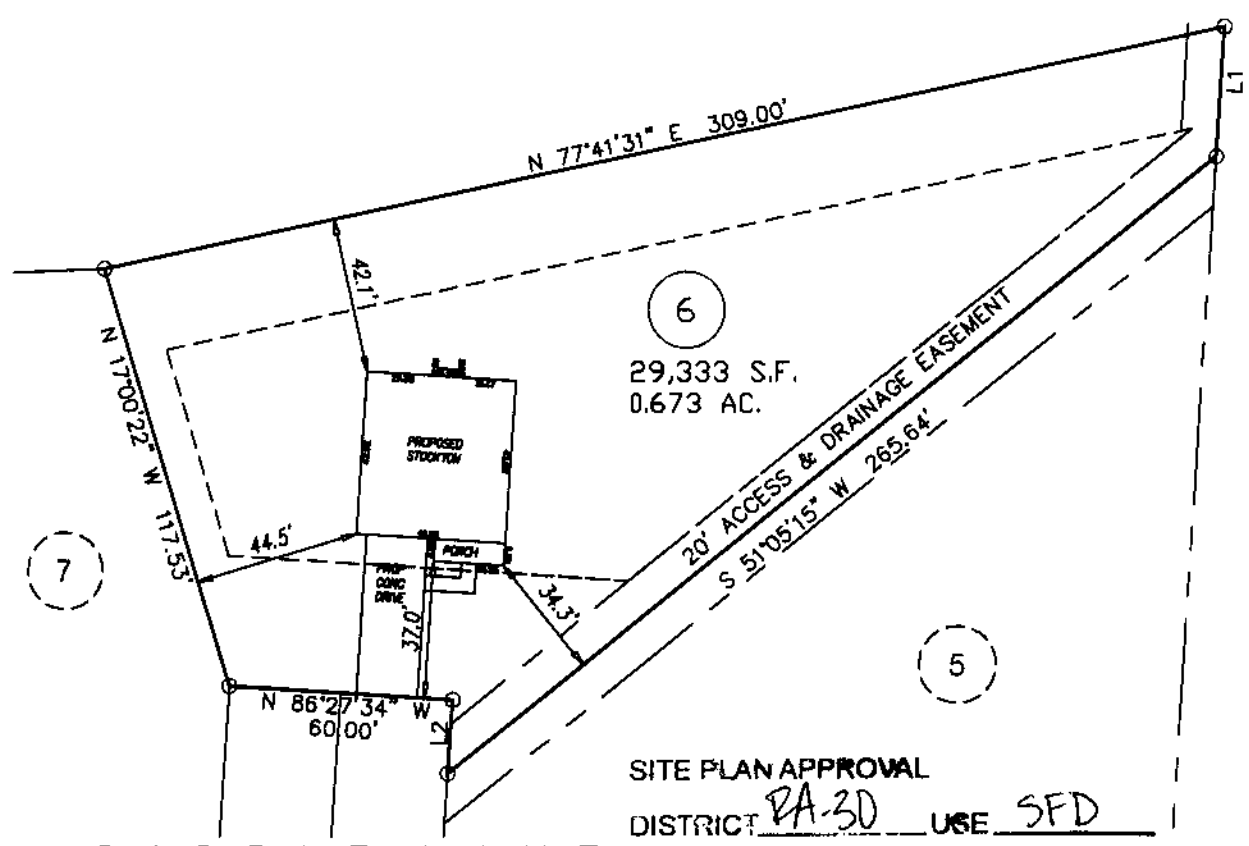 L1
N 77°41'31" E 309.00'
42.1'
6
29,333 S.F.
0.673 AC.
N 17°00'22" W 117.53'
PROPOSED
STOCKTON
20' ACCESS & DRAINAGE EASEMENT
S 51°05'15" W 265.64'
44.5'
7
PORCH
PROP
CONC
DRIVE
34.3'
37.0'
5
N 86°27'34" W
60.00'
L2
SITE PLAN APPROVAL
DISTRICT RA-30 USE SFD